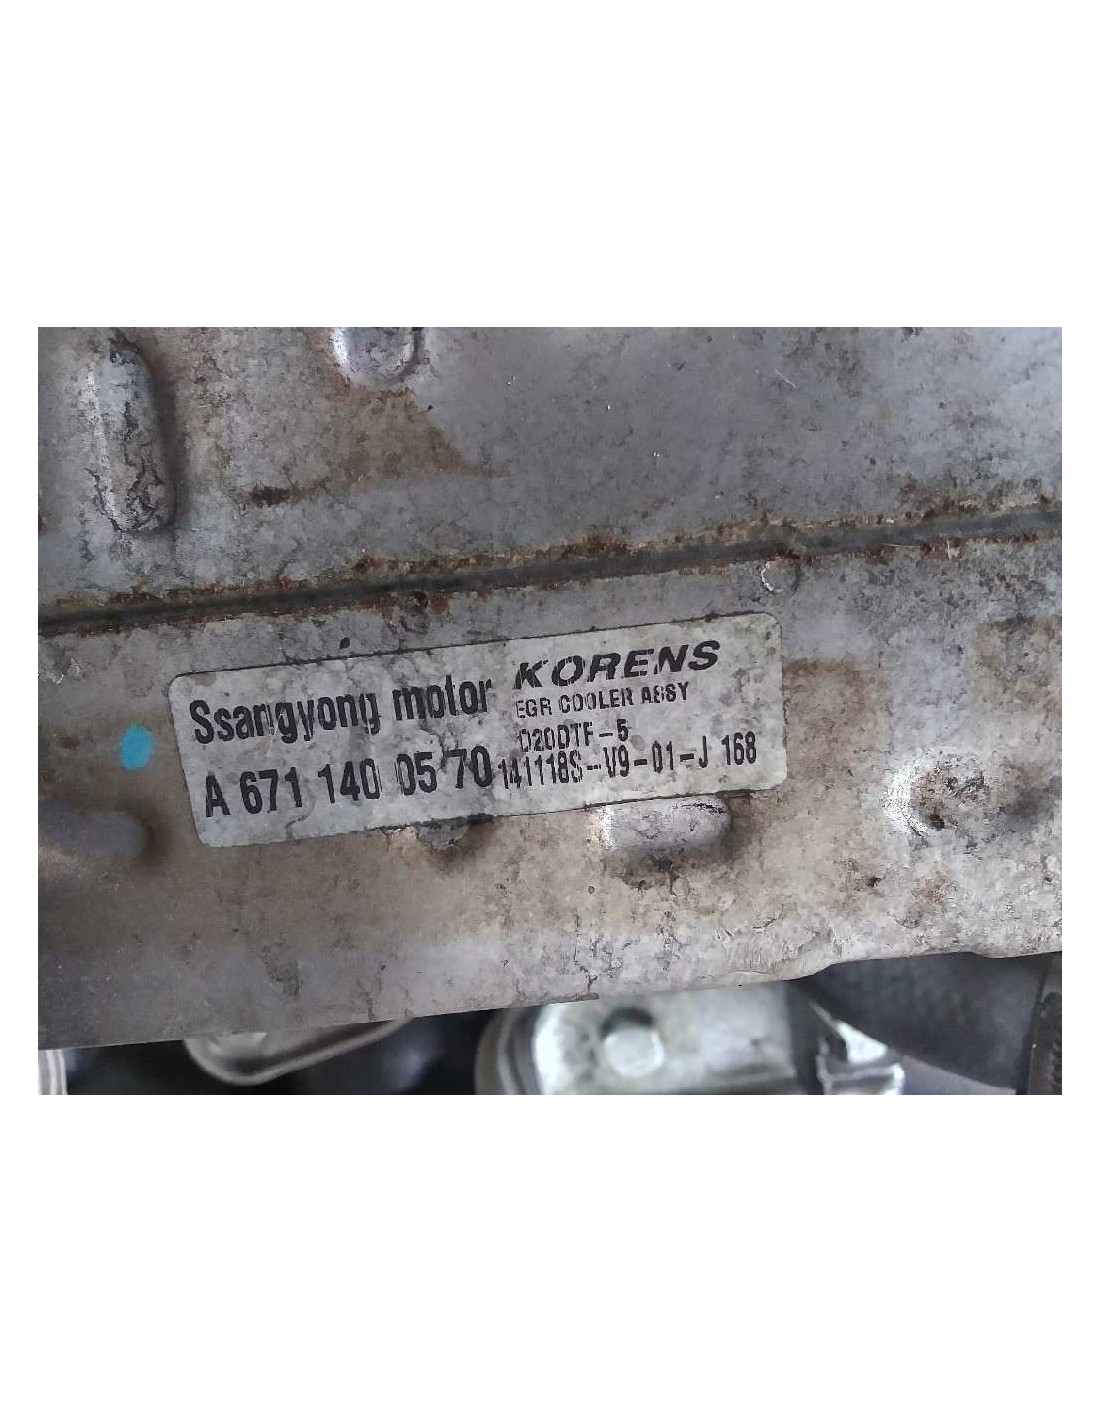 Ssangyong motor
A 671 140 05 70
KORENS
EGR COOLER ASSY
D20DTF-5
141118S-V9-01-J 168